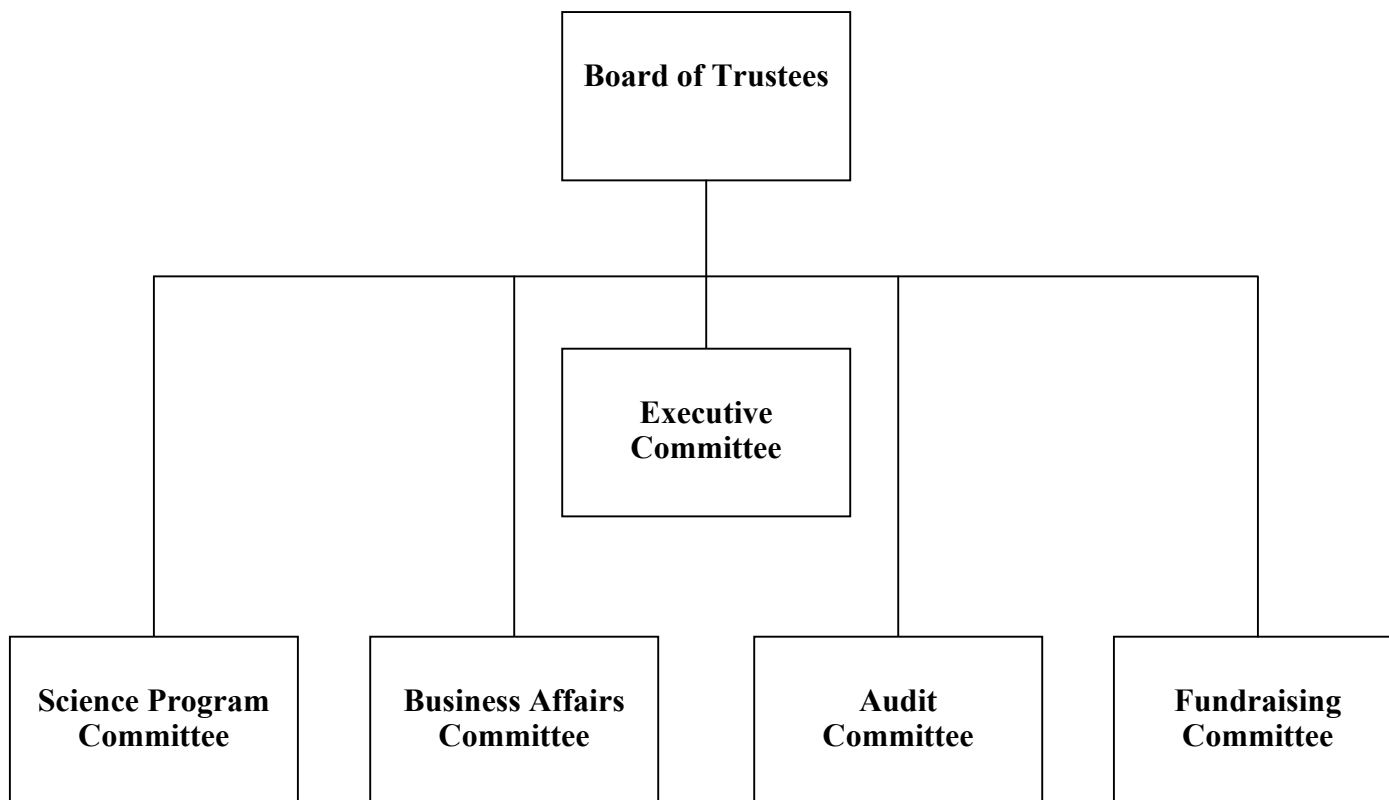 Board of Trustees
Executive
Committee
Science Program
Committee
Business Affairs
Committee
Audit
Committee
Fundraising
Committee